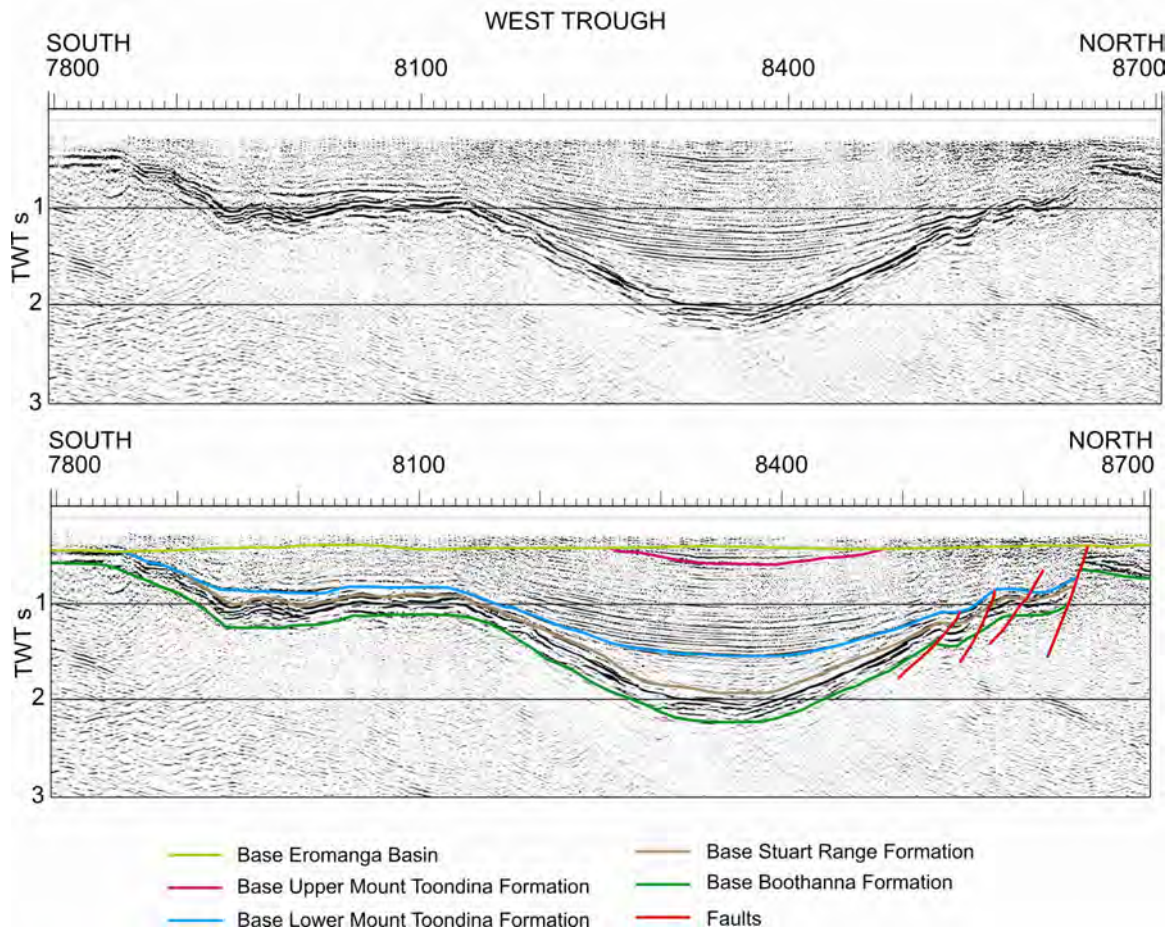 WEST TROUGH
SOUTH NORTH
7800 8100 8400 8700
1
TWT s
2
3
SOUTH NORTH
7800 8100 8400 8700
1
TWT s
2
3
Base Eromanga Basin Base Stuart Range Formation
Base Upper Mount Toondina Formation Base Boothanna Formation
Base Lower Mount Toondina Formation Faults